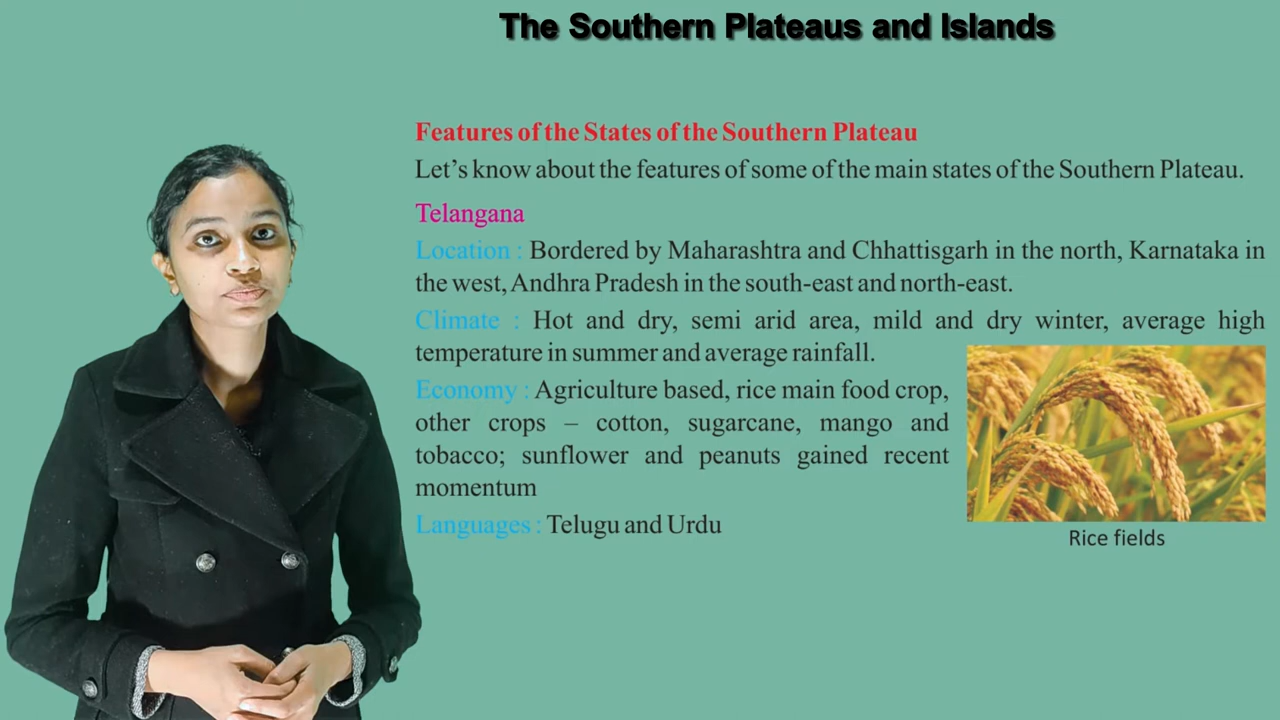 The Southern Plateaus and Islands
Features of the States of the Southern Plateau
Let's know about the features of some of the main states of the Southern Plateau.
Telangana
Location : Bordered by Maharashtra and Chhattisgarh in the north, Karnataka in
the west, Andhra Pradesh in the south-east and north-east.
Climate : Hot and dry, semi arid area, mild and dry winter, average high
temperature in summer and average rainfall.
Economy : Agriculture based, rice main food crop,
other crops – cotton, sugarcane, mango and
tobacco; sunflower and peanuts gained recent
momentum
Languages : Telugu and Urdu
Rice fields